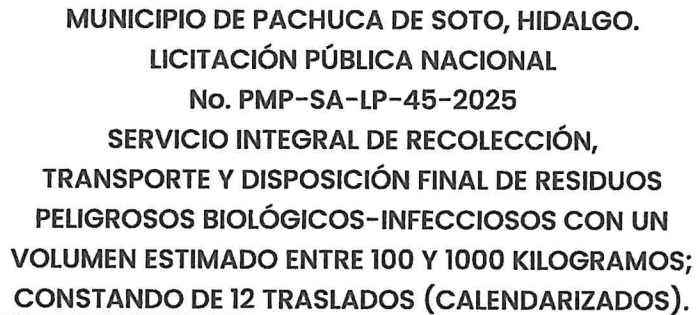 MUNICIPIO DE PACHUCA DE SOTO, HIDALGO.
LICITACIÓN PÚBLICA NACIONAL
No. PMP-SA-LP-45-2025
SERVICIO INTEGRAL DE RECOLECCIÓN,
TRANSPORTE Y DISPOSICIÓN FINAL DE RESIDUOS
PELIGROSOS BIOLÓGICOS-INFECCIOSOS CON UN
VOLUMEN ESTIMADO ENTRE 100 Y 1000 KILOGRAMOS;
CONSTANDO DE 12 TRASLADOS (CALENDARIZADOS).